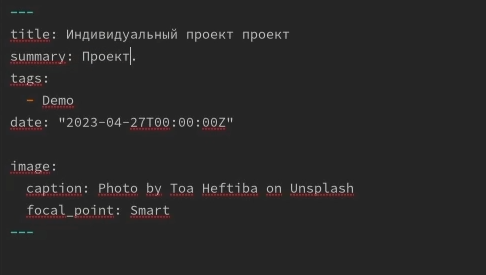 ---
title: Индивидуальный проект проект
summary: Проект.
tags:
  - Demo
date: "2023-04-27T00:00:00Z"

image:
  caption: Photo by Toa Heftiba on Unsplash
  focal_point: Smart
---